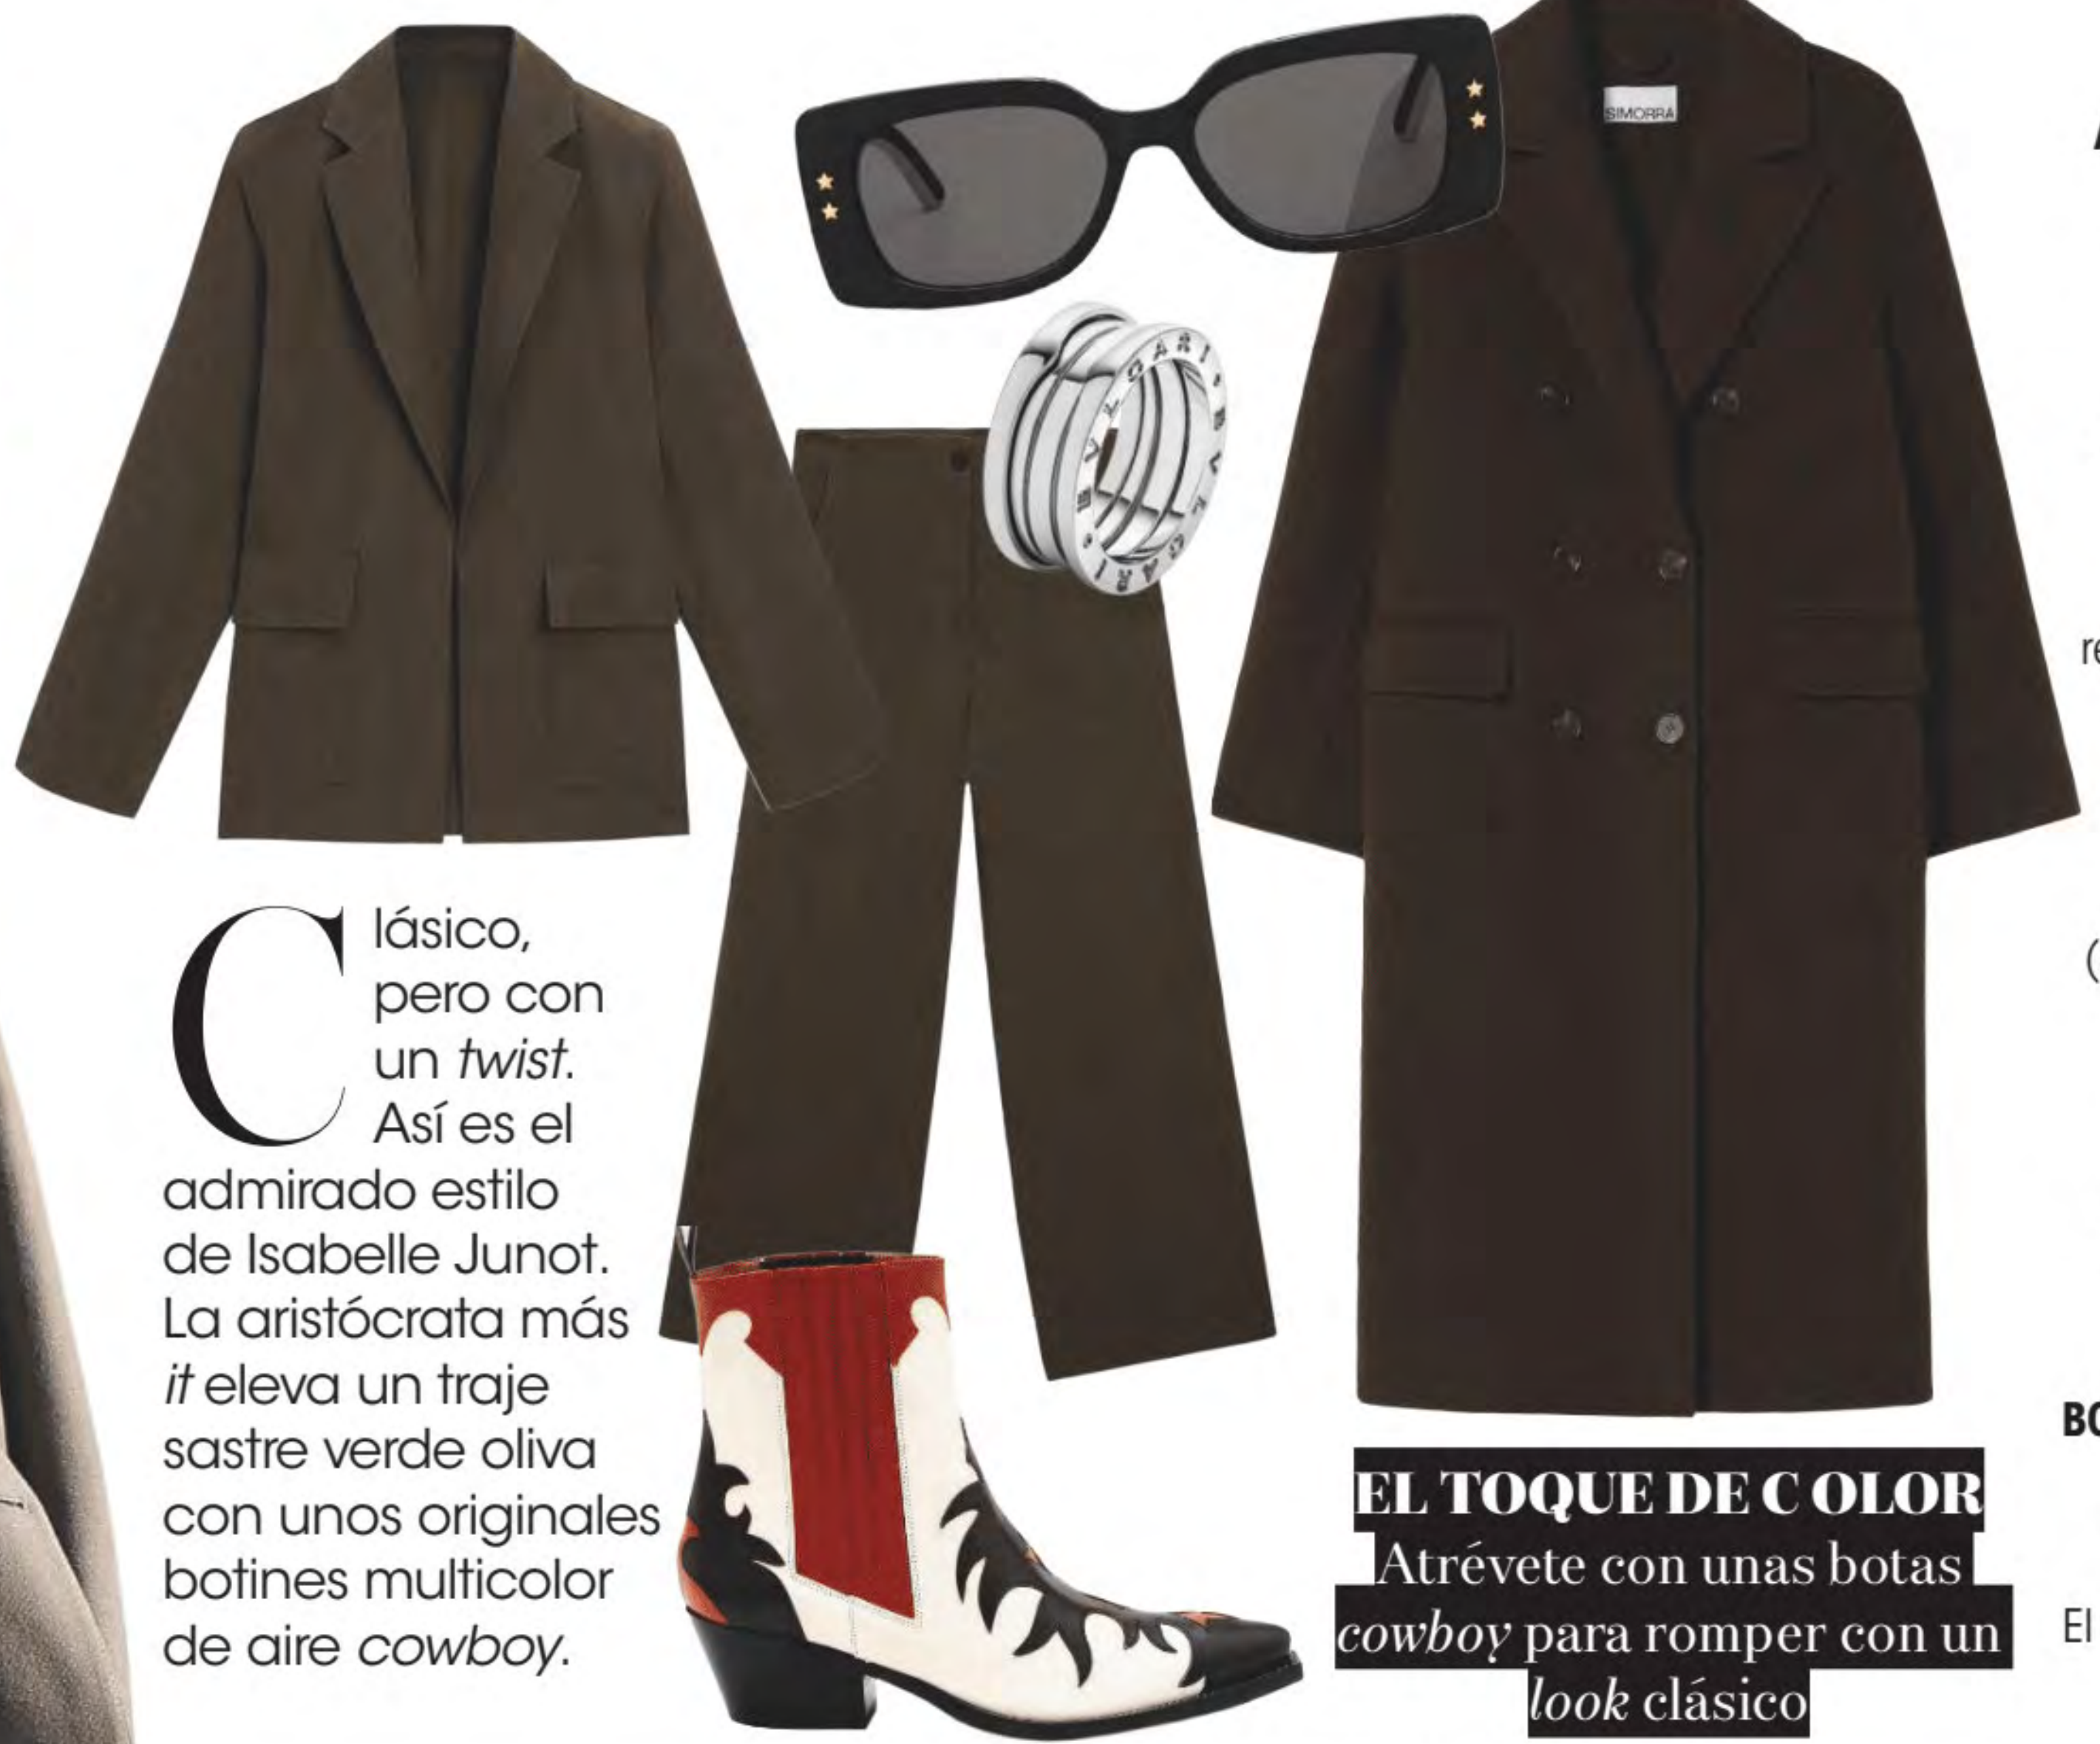 SIMORRA
BVLGARI • BVLGARI •
Clásico,
pero con
un twist.
Así es el
admirado estilo
de Isabelle Junot.
La aristócrata más
it eleva un traje
sastre verde oliva
con unos originales
botines multicolor
de aire cowboy.
EL TOQUE DE C OLOR
Atrévete con unas botas
cowboy para romper con un
look clásico
El